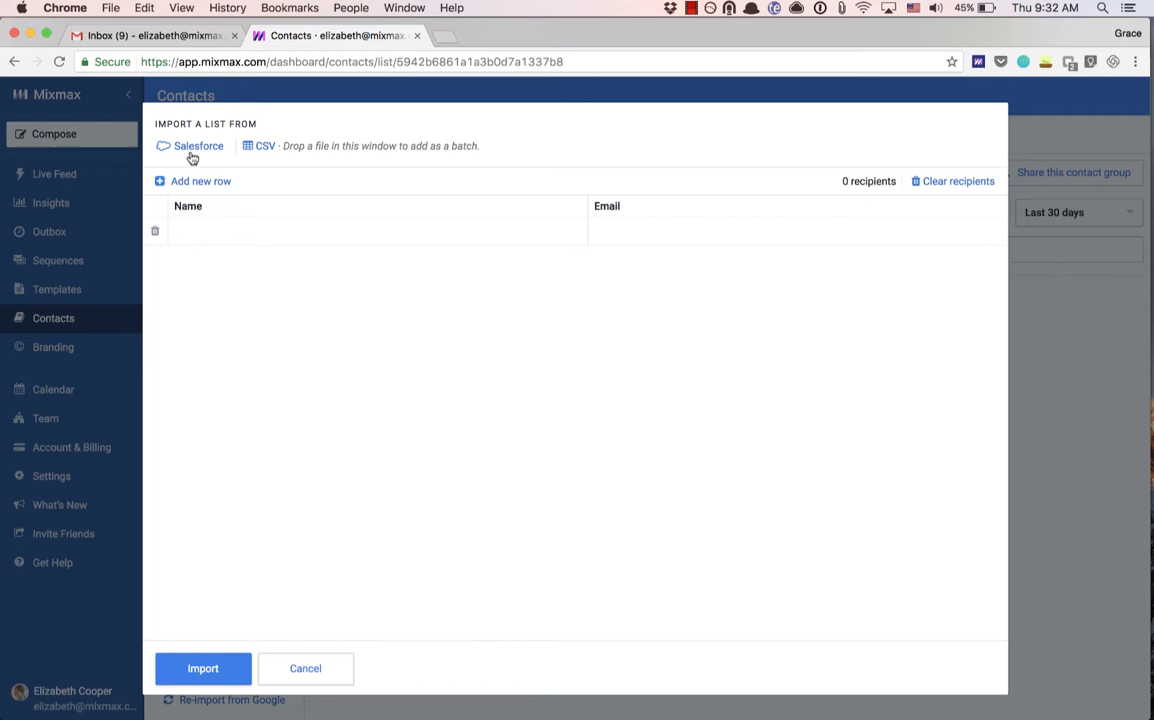 Chrome File Edit View History Bookmarks People Window Help 45% Thu 9:32 AM
Inbox (9) - elizabeth@mixmax. Contacts · elizabeth@mixmax. Grace
Secure https://app.mixmax.com/dashboard/contacts/list/5942b6861a1a3b0d7a1337b8
Mixmax
Contacts
Compose
IMPORT A LIST FROM
Salesforce CSV · Drop a file in this window to add as a batch.
Share this contact group
Live Feed
Add new row 0 recipients Clear recipients
Insights
Name Email
Last 30 days
Outbox
Sequences
Templates
Contacts
Branding
Calendar
Team
Account & Billing
Settings
What's New
Invite Friends
Get Help
Import Cancel
Elizabeth Cooper
elizabeth@mixmax.c...
Re-import from Google